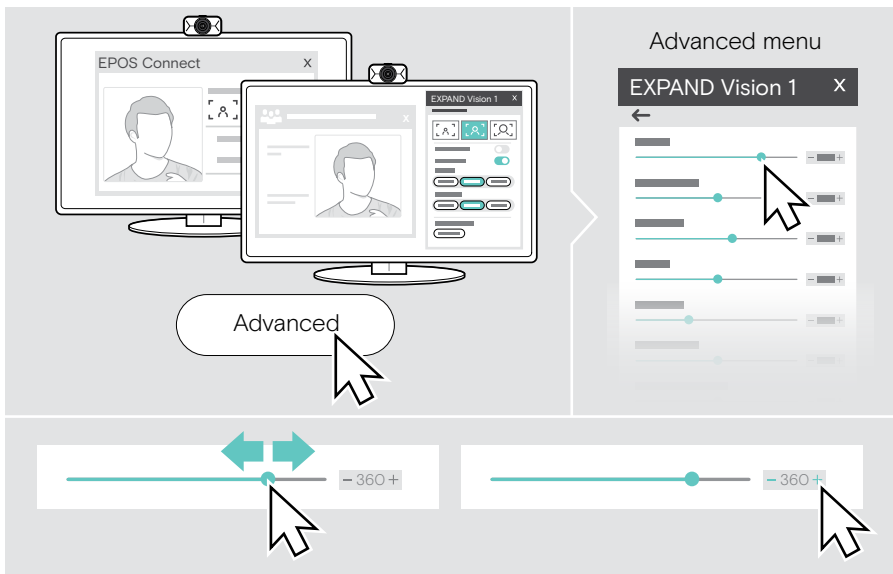 EPOS Connect X
EXPAND Vision 1 X
x
Advanced
Advanced menu
EXPAND Vision 1 X
- 360 +
- 360 +